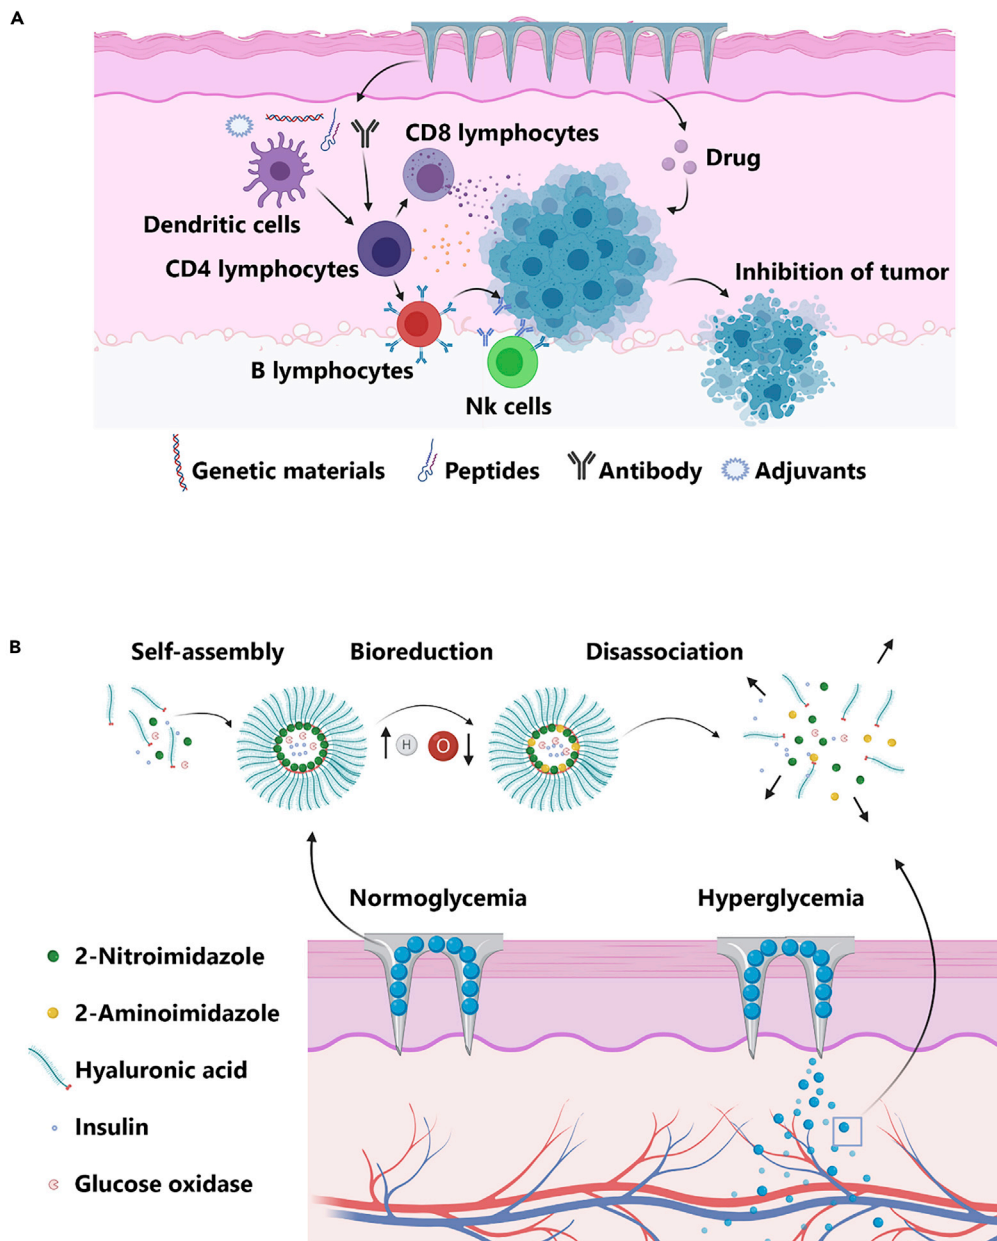 A
CD8 lymphocytes
Drug
Dendritic cells
CD4 lymphocytes
Inhibition of tumor
B lymphocytes
Nk cells
Genetic materials
Peptides
Antibody
Adjuvants
B
Self-assembly
Bioreduction
Disassociation
H
O
Normoglycemia
Hyperglycemia
2-Nitroimidazole
2-Aminoimidazole
Hyaluronic acid
Insulin
Glucose oxidase